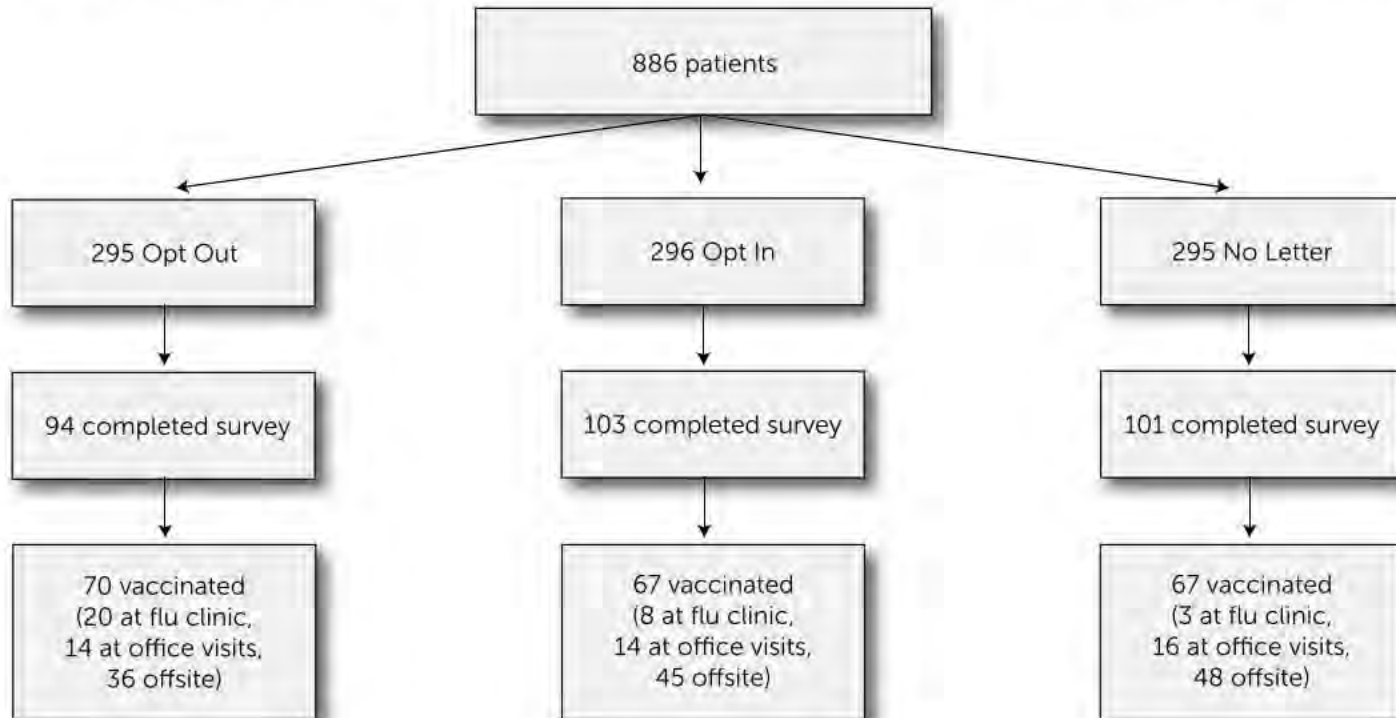 886 patients
295 Opt Out
296 Opt In
295 No Letter
94 completed survey
103 completed survey
101 completed survey
70 vaccinated
(20 at flu clinic,
14 at office visits,
36 offsite)
67 vaccinated
(8 at flu clinic,
14 at office visits,
45 offsite)
67 vaccinated
(3 at flu clinic,
16 at office visits,
48 offsite)